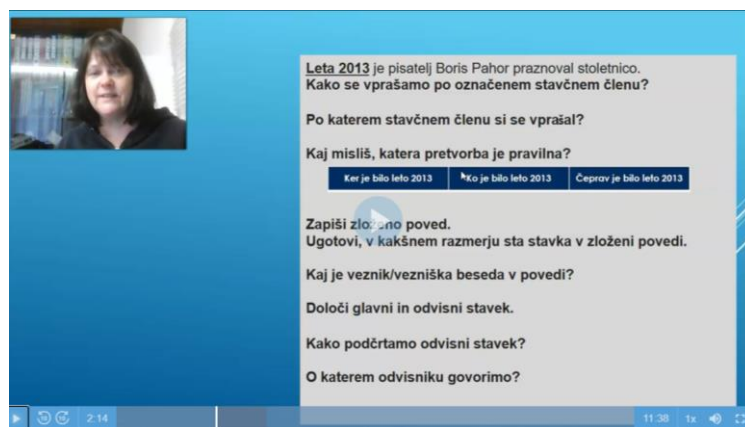 Leta 2013 je pisatelj Boris Pahor praznoval stoletnico.
Kako se vprašamo po označenem stavčnem členu?
Po katerem stavčnem členu si se vprašal?
Kaj misliš, katera pretvorba je pravilna?
Ker je bilo leto 2013 Ko je bilo leto 2013 Čeprav je bilo leto 2013
Zapiši zloženo poved.
Ugotovi, v kakšnem razmerju sta stavka v zloženi povedi.
Kaj je veznik/vezniška beseda v povedi?
Določi glavni in odvisni stavek.
Kako podčrtamo odvisni stavek?
O katerem odvisniku govorimo?
2:14 11:38 1x